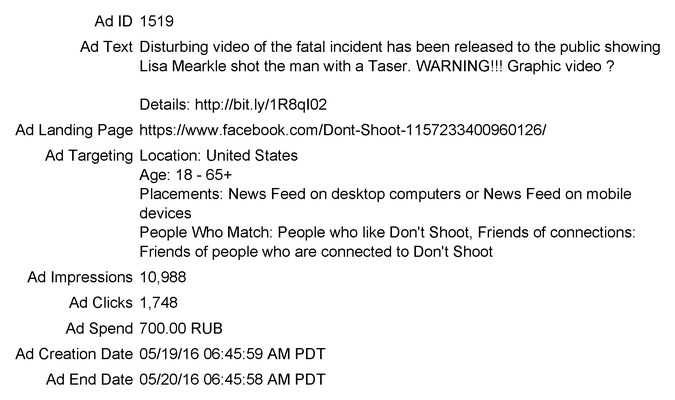 Ad ID 1519
Ad Text Disturbing video of the fatal incident has been released to the public showing
Lisa Mearkle shot the man with a Taser. WARNING!!! Graphic video ?
Details: http://bit.ly/1R8qI02
Ad Landing Page https://www.facebook.com/Dont-Shoot-1157233400960126/
Ad Targeting Location: United States
Age: 18 - 65+
Placements: News Feed on desktop computers or News Feed on mobile
devices
People Who Match: People who like Don't Shoot, Friends of connections:
Friends of people who are connected to Don't Shoot
Ad Impressions 10,988
Ad Clicks 1,748
Ad Spend 700.00 RUB
Ad Creation Date 05/19/16 06:45:59 AM PDT
Ad End Date 05/20/16 06:45:58 AM PDT